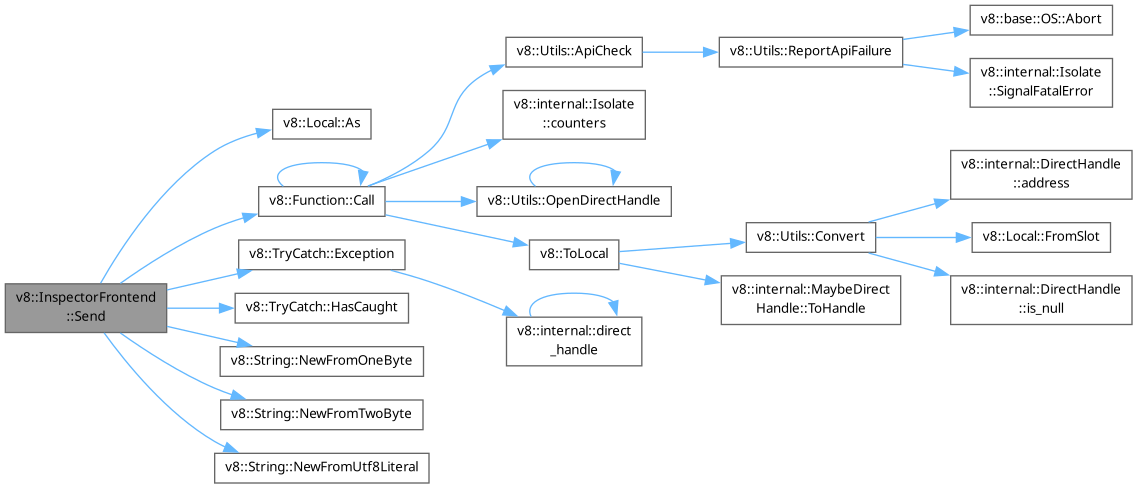 v8::InspectorFrontend
::Send
v8::Local::As
v8::Function::Call
v8::TryCatch::Exception
v8::TryCatch::HasCaught
v8::String::NewFromOneByte
v8::String::NewFromTwoByte
v8::String::NewFromUtf8Literal
v8::Utils::ApiCheck
v8::internal::Isolate
::counters
v8::Utils::OpenDirectHandle
v8::ToLocal
v8::internal::direct
_handle
v8::Utils::ReportApiFailure
v8::Utils::Convert
v8::internal::MaybeDirect
Handle::ToHandle
v8::base::OS::Abort
v8::internal::Isolate
::SignalFatalError
v8::internal::DirectHandle
::address
v8::Local::FromSlot
v8::internal::DirectHandle
::is_null